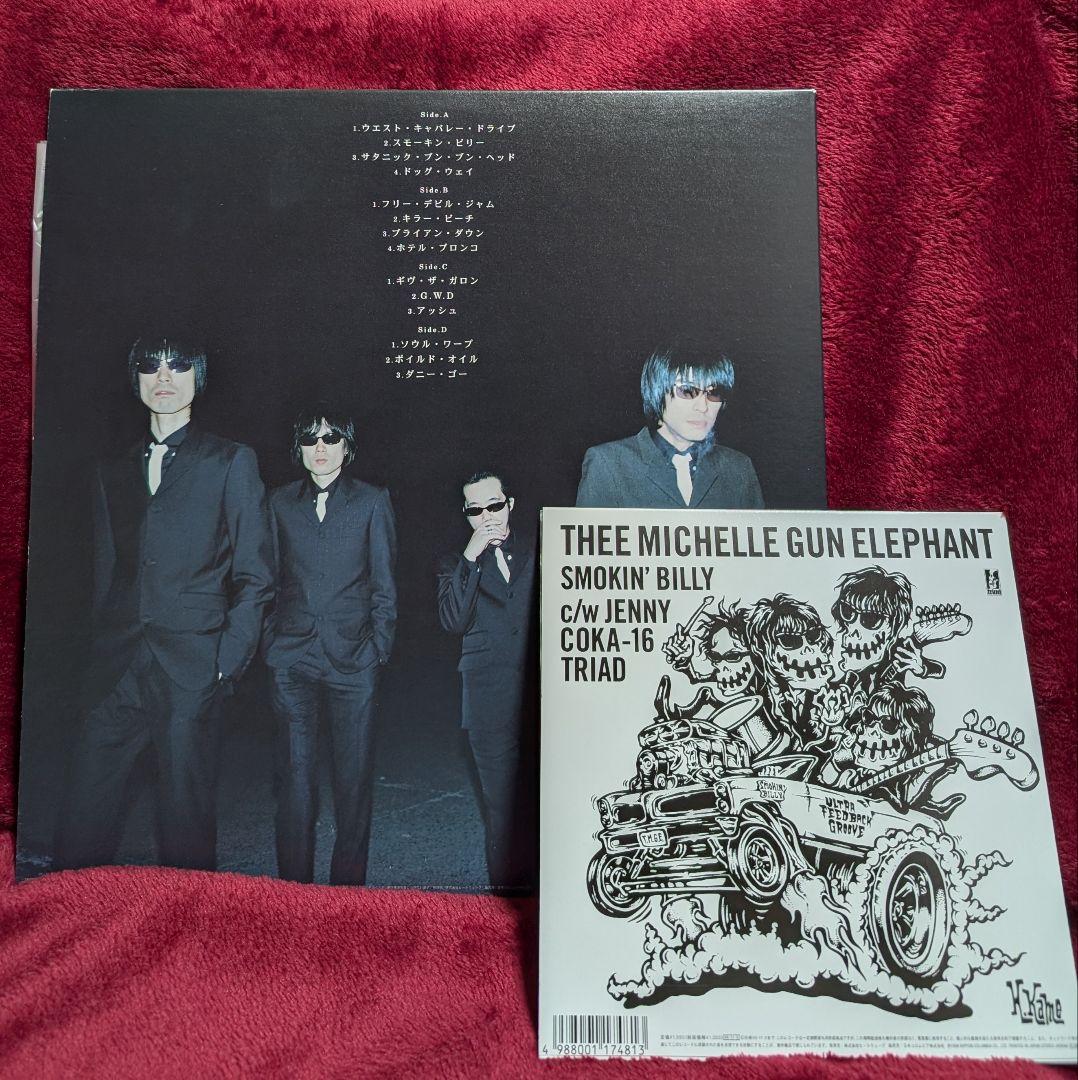 Side.A
1.ウエスト・キャバレー・ドライブ
2.スモーキン・ビリー
3.サタニック・ブン・ブン・ヘッド
4.ドッグ・ウェイ
Side.B
1.フリー・デビル・ジャム
2.キラー・ビーチ
3.ブライアン・ダウン
4.ホテル・ブロンコ
Side.C
1.ギヴ・ザ・ガロン
2.G.W.D
3.アッシュ
Side.D
1.ソウル・ワープ
2.ボイルド・オイル
3.ダニー・ゴー
THEE MICHELLE GUN ELEPHANT
SMOKIN' BILLY
c/w JENNY
COKA-16
TRIAD
SMOKIN' BILLY
ULTRA
FEEDBACK
GROOVE
T.M.G.E
H.Kame
4 988001 174813